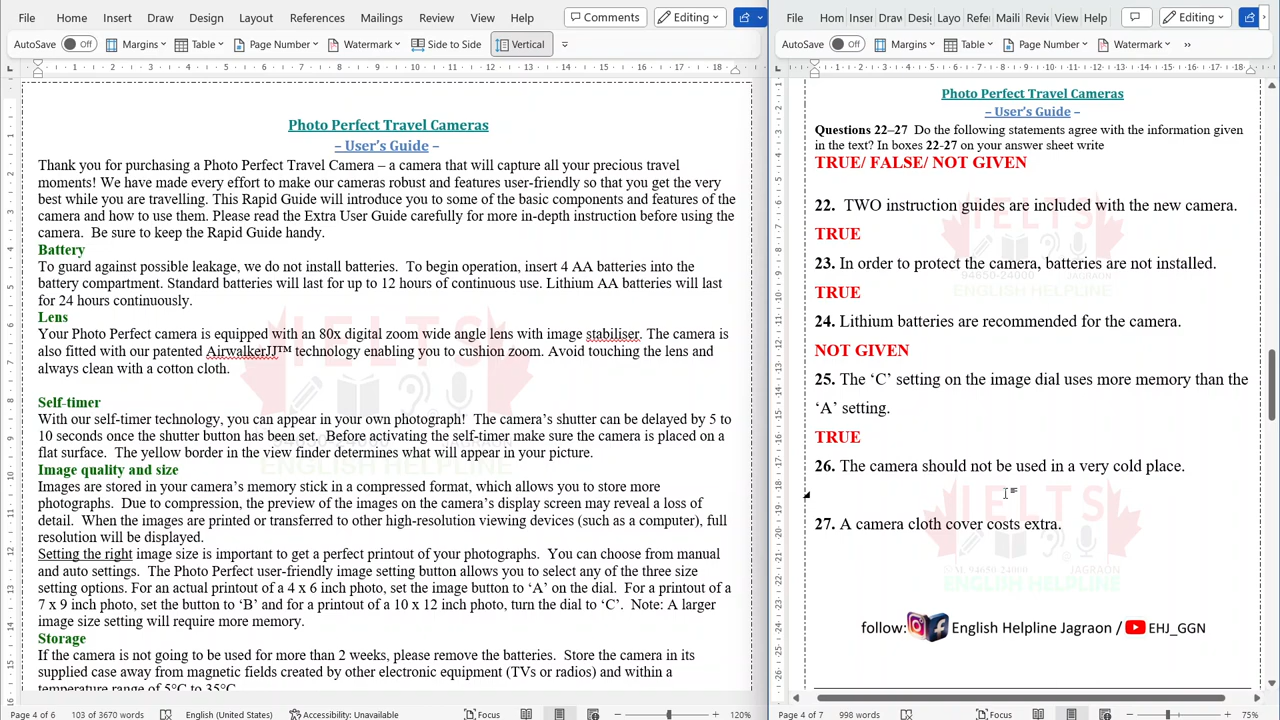 File Home Insert Draw Design Layout References Mailings Review View Help Comments Editing
AutoSave Off Margins Table Page Number Watermark Side to Side Vertical
Photo Perfect Travel Cameras
– User's Guide –
Thank you for purchasing a Photo Perfect Travel Camera – a camera that will capture all your precious travel
moments! We have made every effort to make our cameras robust and features user-friendly so that you get the very
best while you are travelling. This Rapid Guide will introduce you to some of the basic components and features of the
camera and how to use them. Please read the Extra User Guide carefully for more in-depth instruction before using the
camera. Be sure to keep the Rapid Guide handy.
Battery
To guard against possible leakage, we do not install batteries. To begin operation, insert 4 AA batteries into the
battery compartment. Standard batteries will last for up to 12 hours of continuous use. Lithium AA batteries will last
for 24 hours continuously.
Lens
Your Photo Perfect camera is equipped with an 80x digital zoom wide angle lens with image stabiliser. The camera is
also fitted with our patented AirwalkerJJ™ technology enabling you to cushion zoom. Avoid touching the lens and
always clean with a cotton cloth.
Self-timer
With our self-timer technology, you can appear in your own photograph! The camera's shutter can be delayed by 5 to
10 seconds once the shutter button has been set. Before activating the self-timer make sure the camera is placed on a
flat surface. The yellow border in the view finder determines what will appear in your picture.
Image quality and size
Images are stored in your camera's memory stick in a compressed format, which allows you to store more
photographs. Due to compression, the preview of the images on the camera's display screen may reveal a loss of
detail. When the images are printed or transferred to other high-resolution viewing devices (such as a computer), full
resolution will be displayed.
Setting the right image size is important to get a perfect printout of your photographs. You can choose from manual
and auto settings. The Photo Perfect user-friendly image setting button allows you to select any of the three size
setting options. For an actual printout of a 4 x 6 inch photo, set the image button to 'A' on the dial. For a printout of a
7 x 9 inch photo, set the button to 'B' and for a printout of a 10 x 12 inch photo, turn the dial to 'C'. Note: A larger
image size setting will require more memory.
Storage
If the camera is not going to be used for more than 2 weeks, please remove the batteries. Store the camera in its
supplied case away from magnetic fields created by other electronic equipment (TVs or radios) and within a
temperature range of 5°C to 35°C
Page 4 of 6 103 of 3670 words English (United States) Accessibility: Unavailable Focus 120%
File Hom Inser Draw Desi Layo Refe Maili Revie View Help Editing
AutoSave Off Margins Table Page Number Watermark
Photo Perfect Travel Cameras
– User's Guide –
Questions 22–27 Do the following statements agree with the information given
in the text? In boxes 22-27 on your answer sheet write
TRUE/ FALSE/ NOT GIVEN
22. TWO instruction guides are included with the new camera.
TRUE
23. In order to protect the camera, batteries are not installed.
TRUE
24. Lithium batteries are recommended for the camera.
NOT GIVEN
25. The 'C' setting on the image dial uses more memory than the
'A' setting.
TRUE
26. The camera should not be used in a very cold place.
27. A camera cloth cover costs extra.
IELTS
94650-24000 JAGRAON
ENGLISH HELPLINE
follow: English Helpline Jagraon / EHJ_GGN
Page 4 of 7 998 words Focus 75%